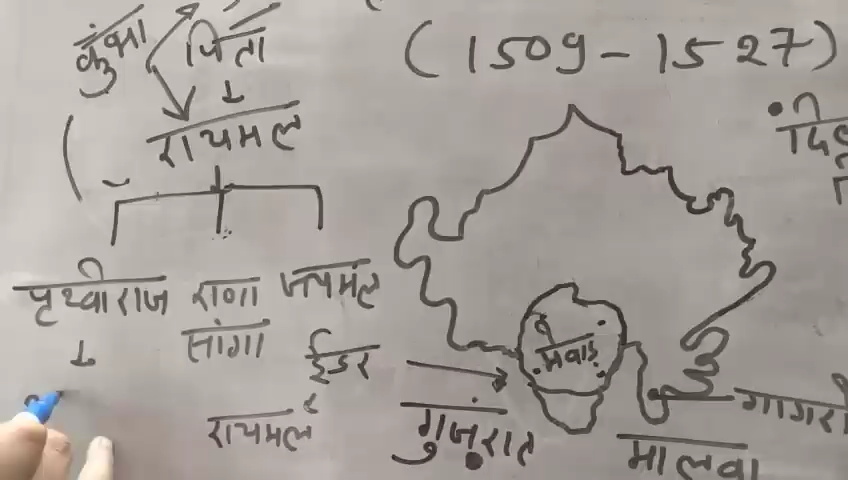 कुंभा पिता
(1509-1527)
रायमल
पृथ्वीराज राणा जयमल
सांगा
ईडर
मेवाड़
रायमल
गुजरात
मालवा